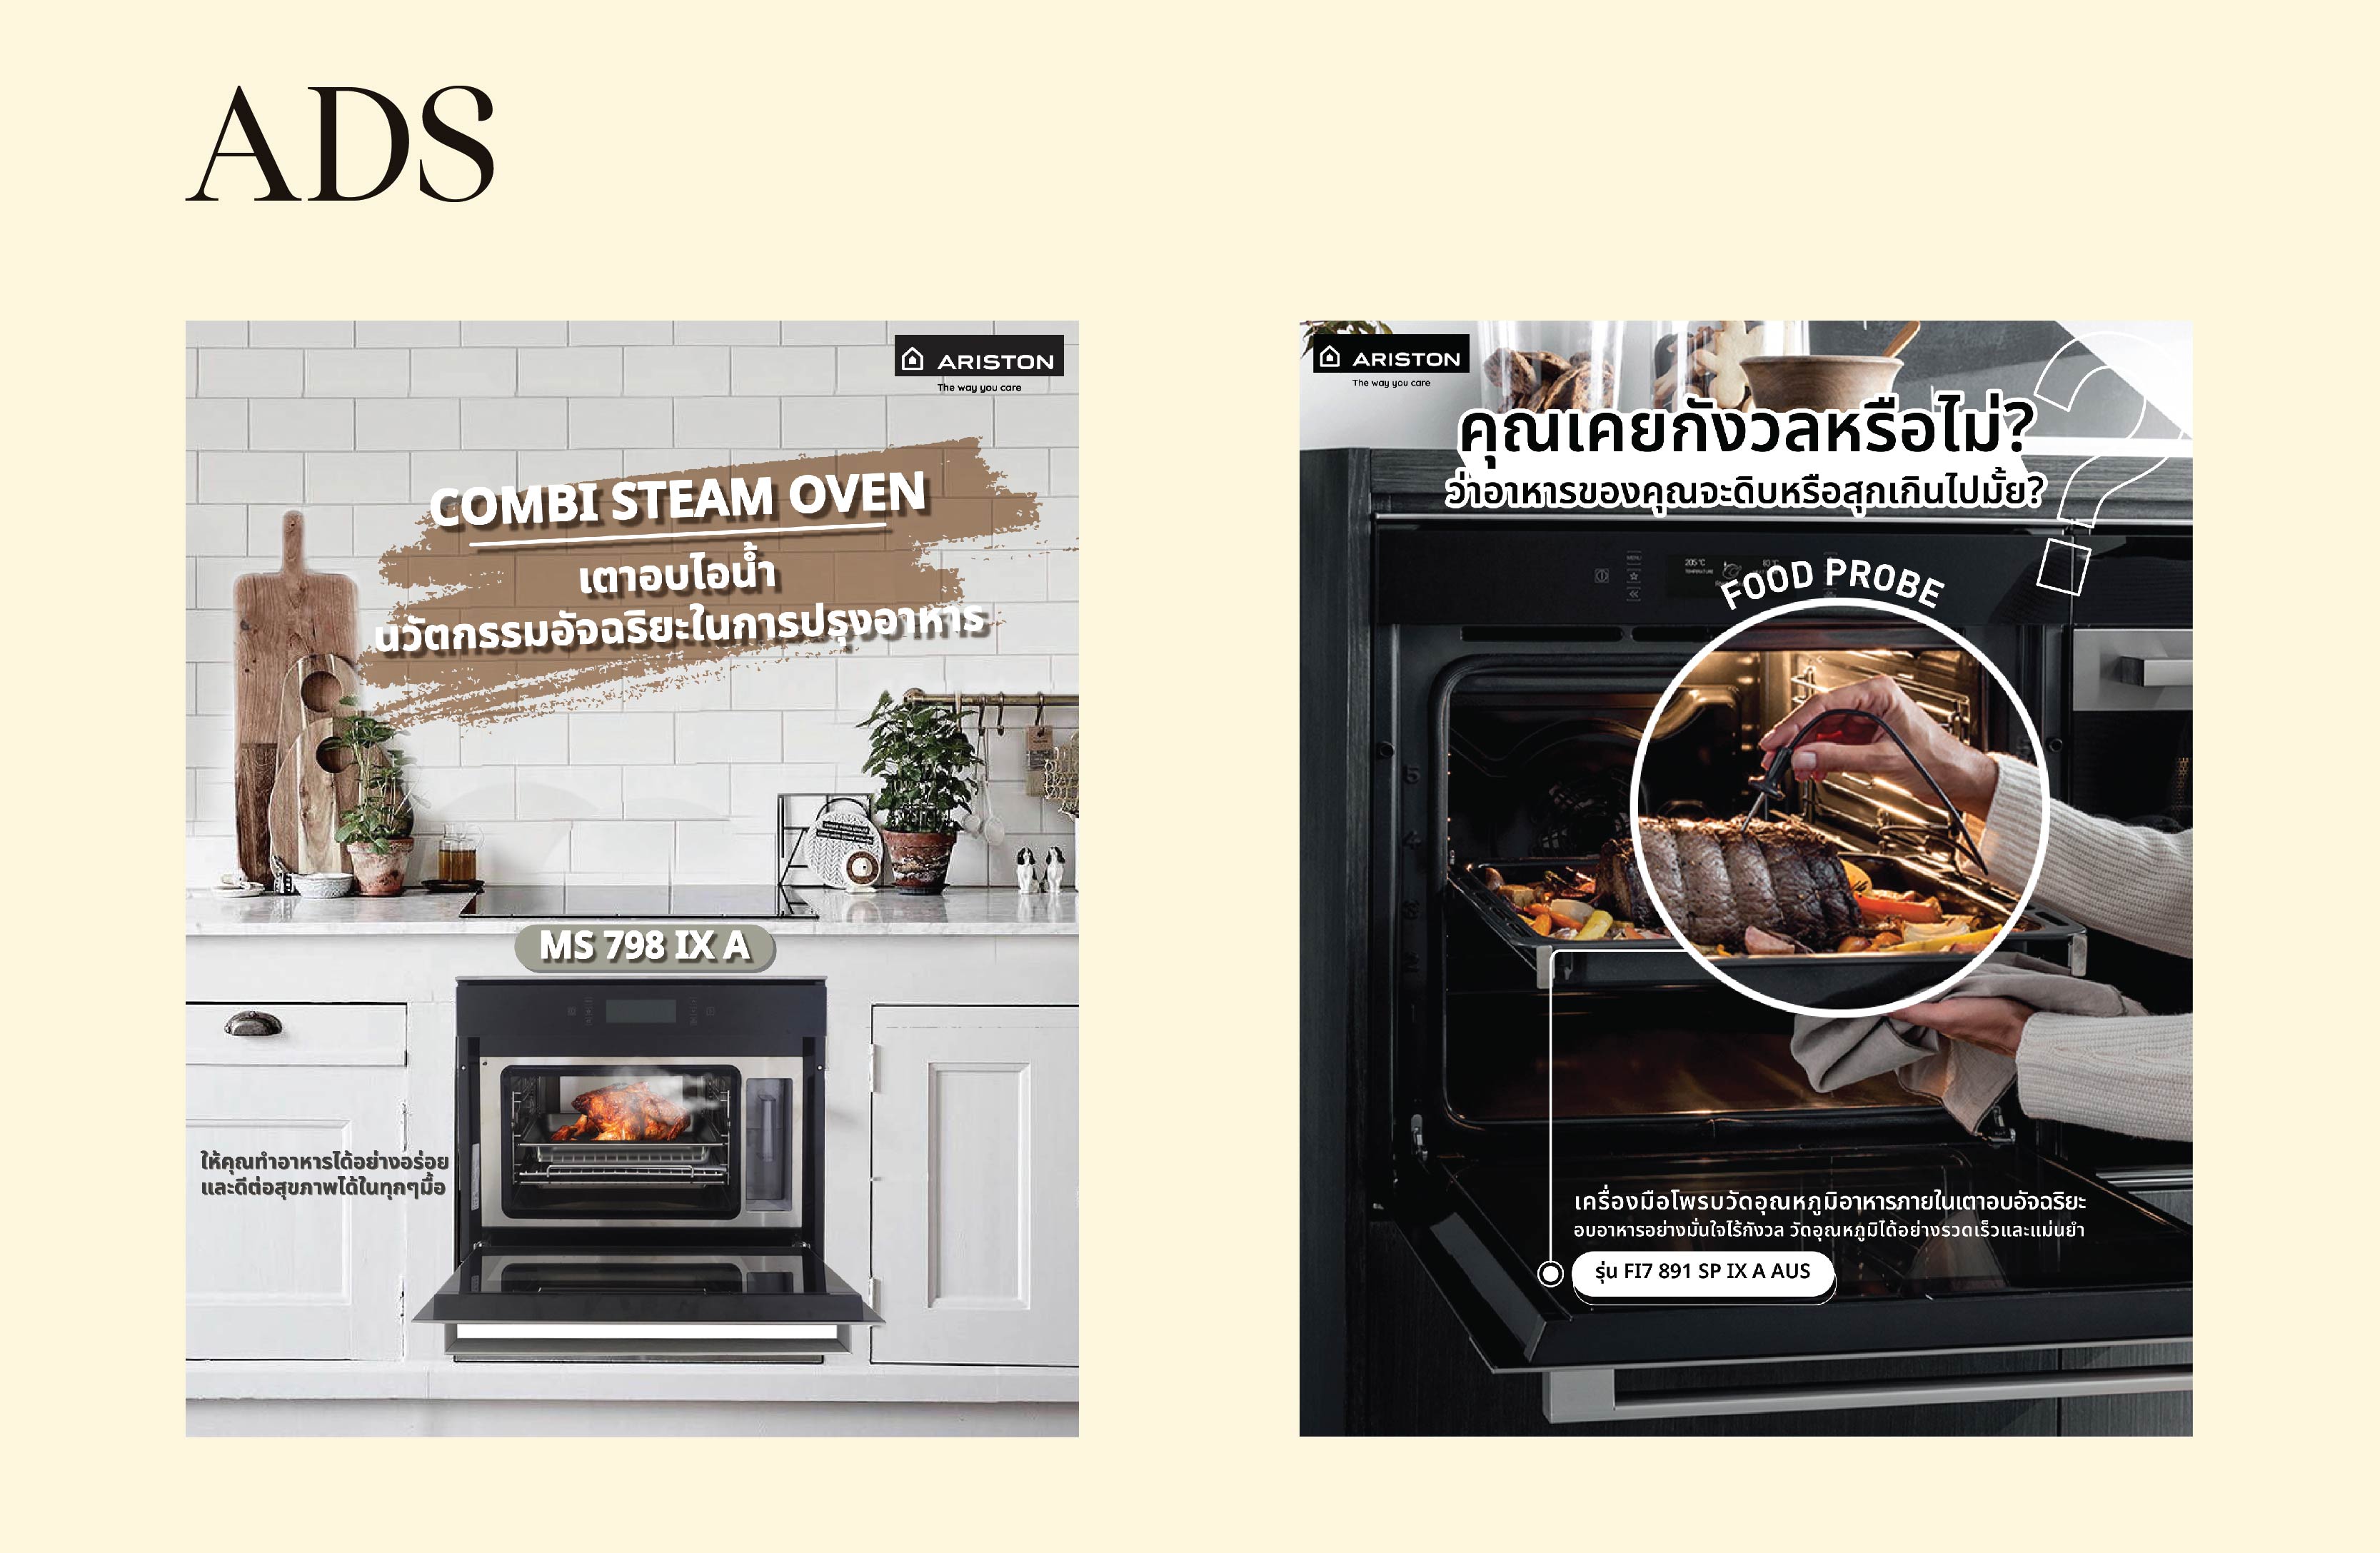 ADS
ARISTON
The way you care
COMBI STEAM OVEN
เตาอบไอน้ำ
นวัตกรรมอัจฉริยะในการปรุงอาหาร
MS 798 IX A
ให้คุณทำอาหารได้อย่างอร่อย
และดีต่อสุขภาพได้ในทุกๆมื้อ
ARISTON
The way you care
คุณเคยกังวลหรือไม่?
ว่าอาหารของคุณจะดิบหรือสุกเกินไปมั้ย?
?
205 °C
FOOD PROBE
เครื่องมือโพรบวัดอุณหภูมิอาหารภายในเตาอบอัจฉริยะ
อบอาหารอย่างมั่นใจไร้กังวล วัดอุณหภูมิได้อย่างรวดเร็วและแม่นยำ
รุ่น FI7 891 SP IX A AUS